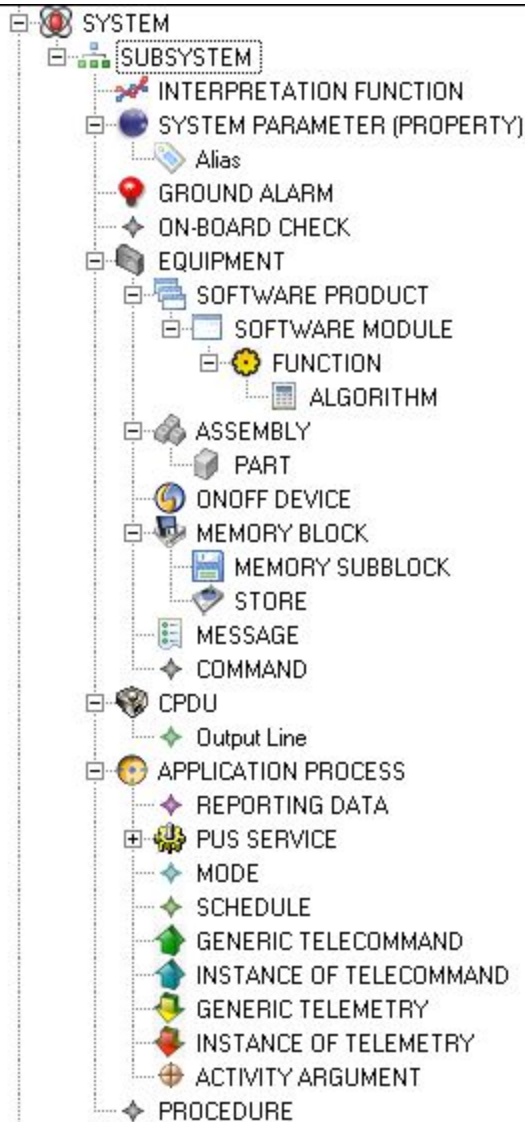 SYSTEM
SUBSYSTEM
INTERPRETATION FUNCTION
SYSTEM PARAMETER (PROPERTY)
Alias
GROUND ALARM
ON-BOARD CHECK
EQUIPMENT
SOFTWARE PRODUCT
SOFTWARE MODULE
FUNCTION
ALGORITHM
ASSEMBLY
PART
ONOFF DEVICE
MEMORY BLOCK
MEMORY SUBBLOCK
STORE
MESSAGE
COMMAND
CPDU
Output Line
APPLICATION PROCESS
REPORTING DATA
PUS SERVICE
MODE
SCHEDULE
GENERIC TELECOMMAND
INSTANCE OF TELECOMMAND
GENERIC TELEMETRY
INSTANCE OF TELEMETRY
ACTIVITY ARGUMENT
PROCEDURE